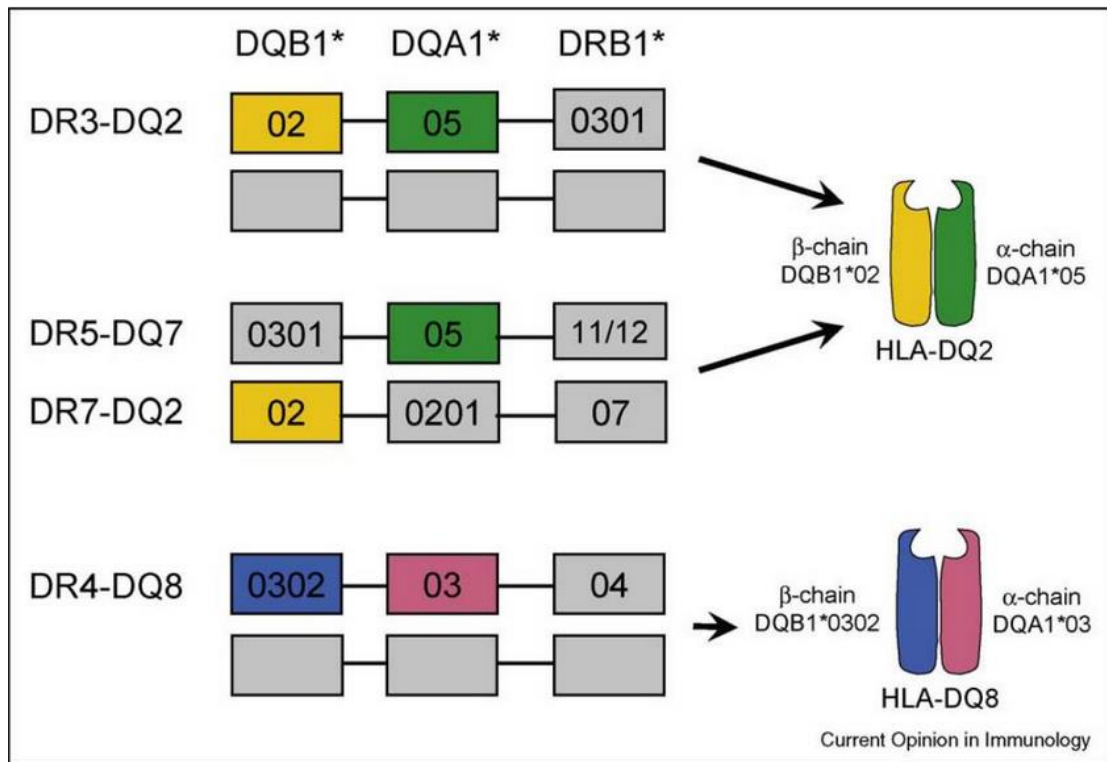 DQB1* DQA1* DRB1*
DR3-DQ2 02 05 0301
β-chain
DQB1*02
α-chain
DQA1*05
HLA-DQ2
DR5-DQ7 0301 05 11/12
DR7-DQ2 02 0201 07
DR4-DQ8 0302 03 04
β-chain
DQB1*0302
α-chain
DQA1*03
HLA-DQ8
Current Opinion in Immunology